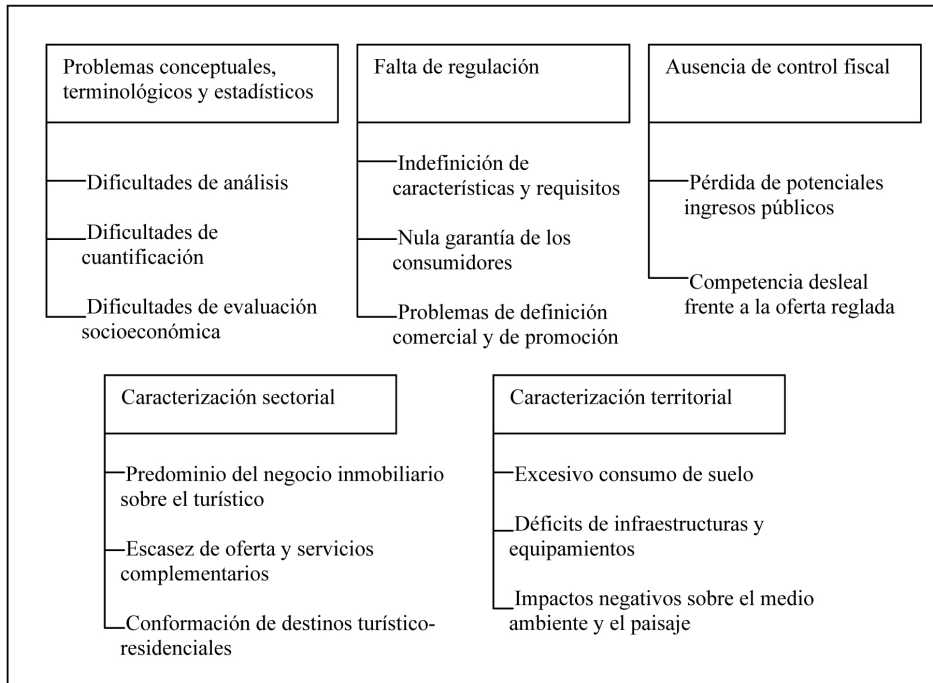 Problemas conceptuales,
terminológicos y estadísticos
Dificultades de análisis
Dificultades de
cuantificación
Dificultades de evaluación
socioeconómica
Falta de regulación
Indefinición de
características y requisitos
Nula garantía de los
consumidores
Problemas de definición
comercial y de promoción
Ausencia de control fiscal
Pérdida de potenciales
ingresos públicos
Competencia desleal
frente a la oferta reglada
Caracterización sectorial
Predominio del negocio inmobiliario
sobre el turístico
Escasez de oferta y servicios
complementarios
Conformación de destinos turístico-
residenciales
Caracterización territorial
Excesivo consumo de suelo
Déficits de infraestructuras y
equipamientos
Impactos negativos sobre el medio
ambiente y el paisaje